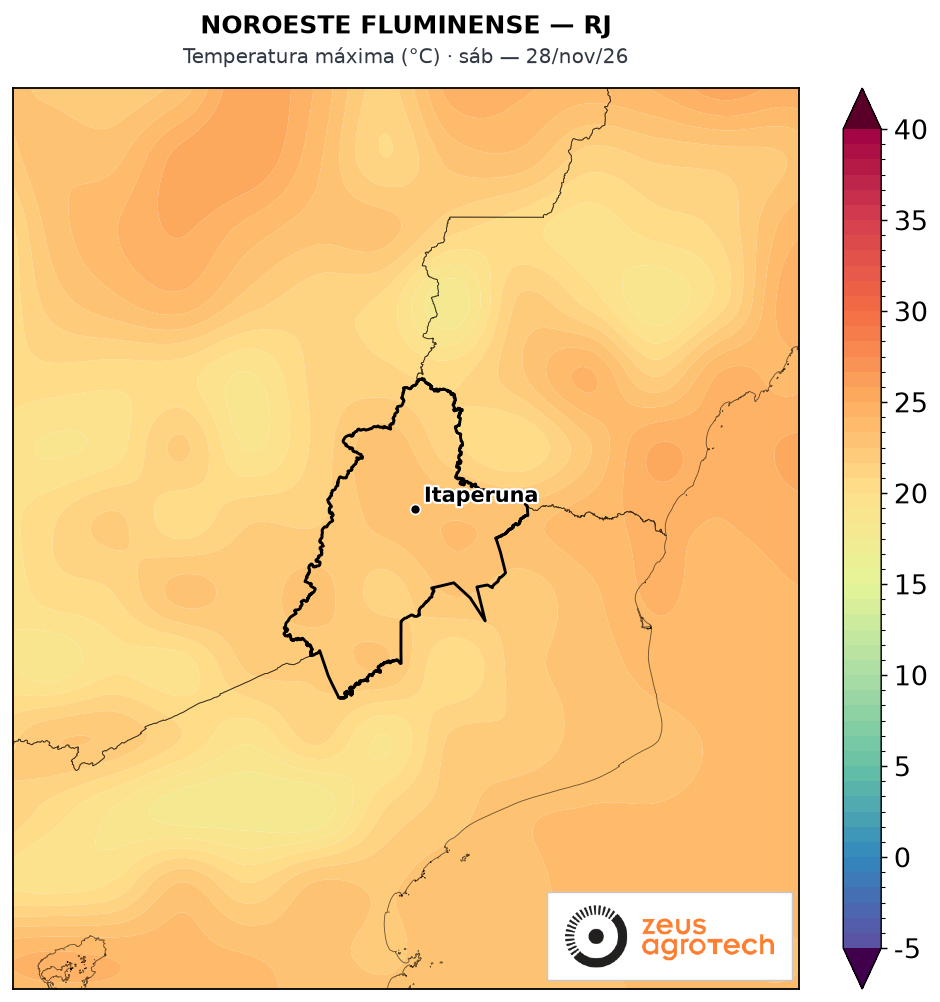 NOROESTE FLUMINENSE — RJ
Temperatura máxima (°C) · sáb — 28/nov/26
40
35
30
25
20
15
10
5
0
-5
Itaperuna
zeus
agrotech